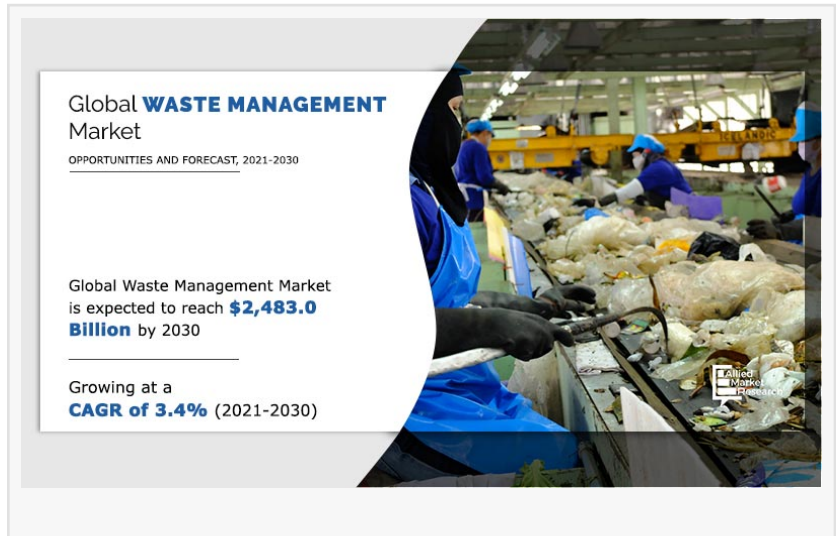 Global WASTE MANAGEMENT
Market
OPPORTUNITIES AND FORECAST, 2021-2030
ICELANDIC
Global Waste Management Market
is expected to reach $2,483.0
Billion by 2030
Growing at a
CAGR of 3.4% (2021-2030)
Allied
Market
Research